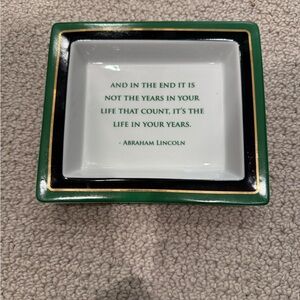 AND IN THE END IT IS
NOT THE YEARS IN YOUR
LIFE THAT COUNT, IT'S THE
LIFE IN YOUR YEARS.
- ABRAHAM LINCOLN